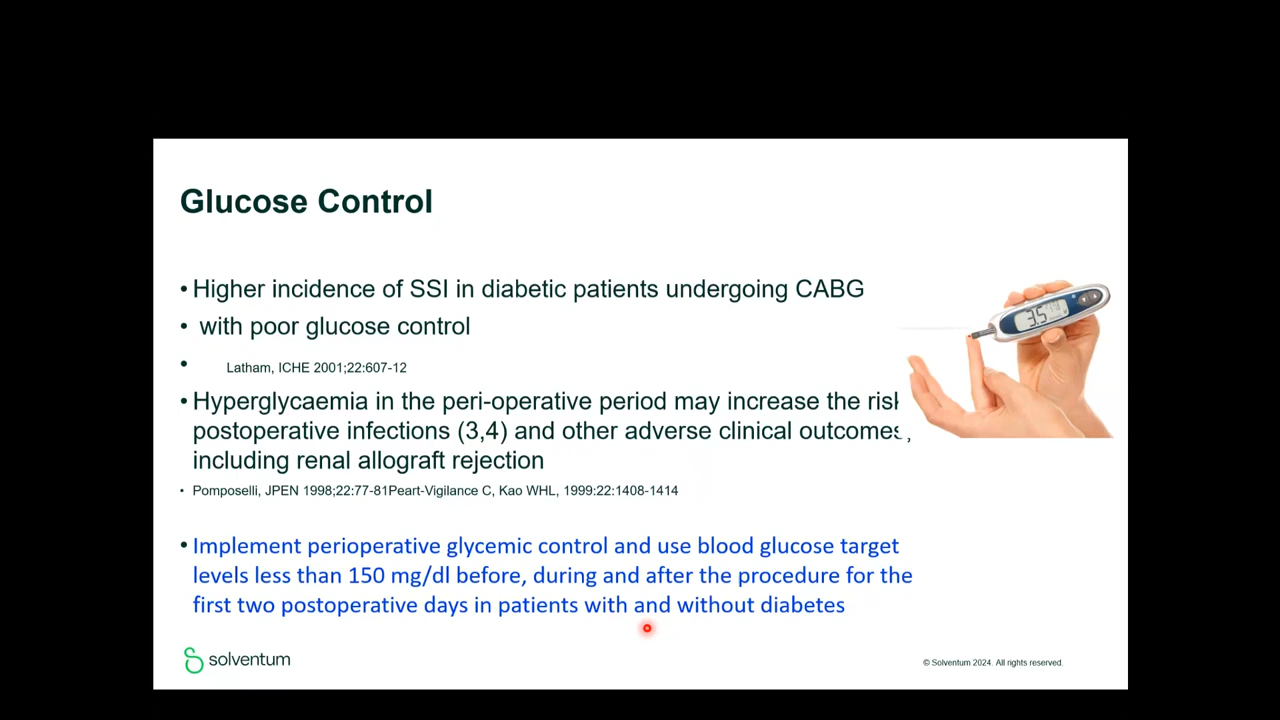 Glucose Control
• Higher incidence of SSI in diabetic patients undergoing CABG
• with poor glucose control
• Latham, ICHE 2001;22:607-12
• Hyperglycaemia in the peri-operative period may increase the
postoperative infections (3,4) and other adverse clinical outcomes,
including renal allograft rejection
• Pomposelli, JPEN 1998;22:77-81Peart-Vigilance C, Kao WHL, 1999:22:1408-1414
• Implement perioperative glycemic control and use blood glucose target
levels less than 150 mg/dl before, during and after the procedure for the
first two postoperative days in patients with and without diabetes
3.5
solventum
© Solventum 2024. All rights reserved.